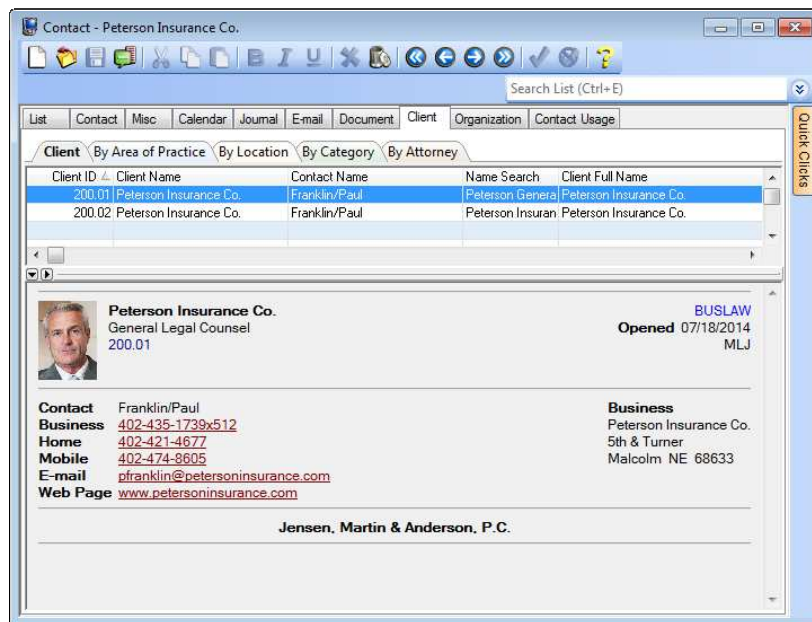 Contact - Peterson Insurance Co.
B I U
Search List (Ctrl+E)
List Contact Misc Calendar Journal E-mail Document Client Organization Contact Usage
Quick Clicks
Client By Area of Practice By Location By Category By Attorney
Client ID Client Name Contact Name Name Search Client Full Name
200.01 Peterson Insurance Co. Franklin/Paul Peterson Genera Peterson Insurance Co.
200.02 Peterson Insurance Co. Franklin/Paul Peterson Insuran Peterson Insurance Co.
Peterson Insurance Co. BUSLAW
General Legal Counsel Opened 07/18/2014
200.01 MLJ
Contact Franklin/Paul Business
Business 402-435-1739x512 Peterson Insurance Co.
Home 402-421-4677 5th & Turner
Mobile 402-474-8605 Malcolm NE 68633
E-mail pfranklin@petersoninsurance.com
Web Page www.petersoninsurance.com
Jensen, Martin & Anderson, P.C.